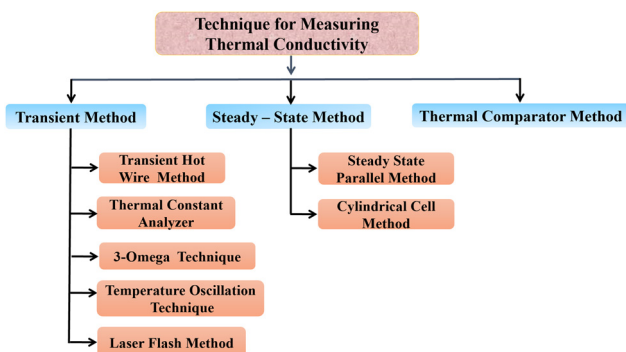 Technique for Measuring
Thermal Conductivity
Transient Method
Steady – State Method
Thermal Comparator Method
Transient Hot
Wire Method
Thermal Constant
Analyzer
3-Omega Technique
Temperature Oscillation
Technique
Laser Flash Method
Steady State
Parallel Method
Cylindrical Cell
Method